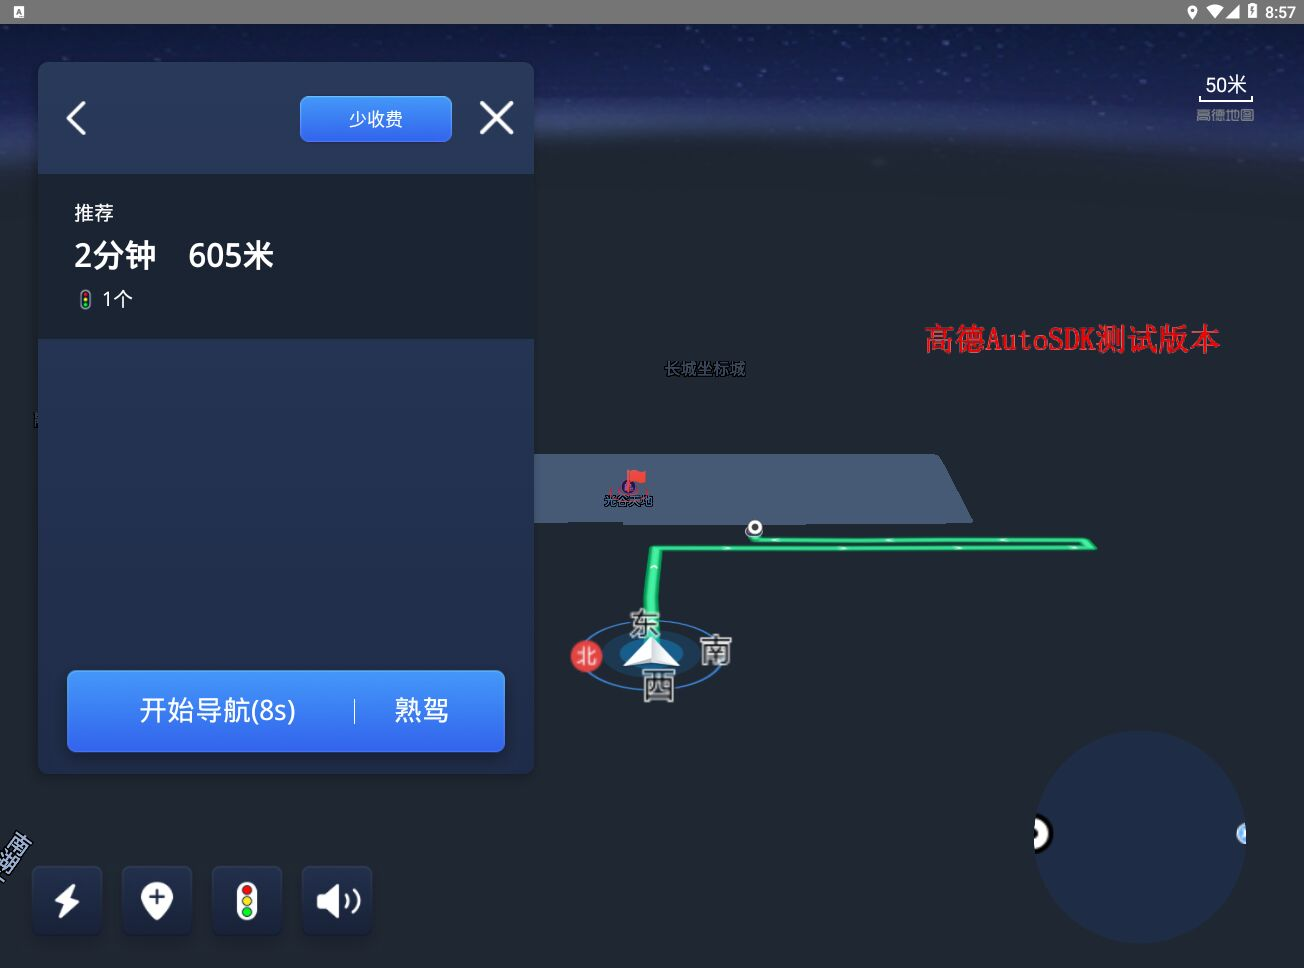 8:57
50米
高德地图
少收费
推荐
2分钟 605米
1个
高德AutoSDK测试版本
长城坐标城
光谷天地
东
北
南
西
开始导航(8s) | 熟驾